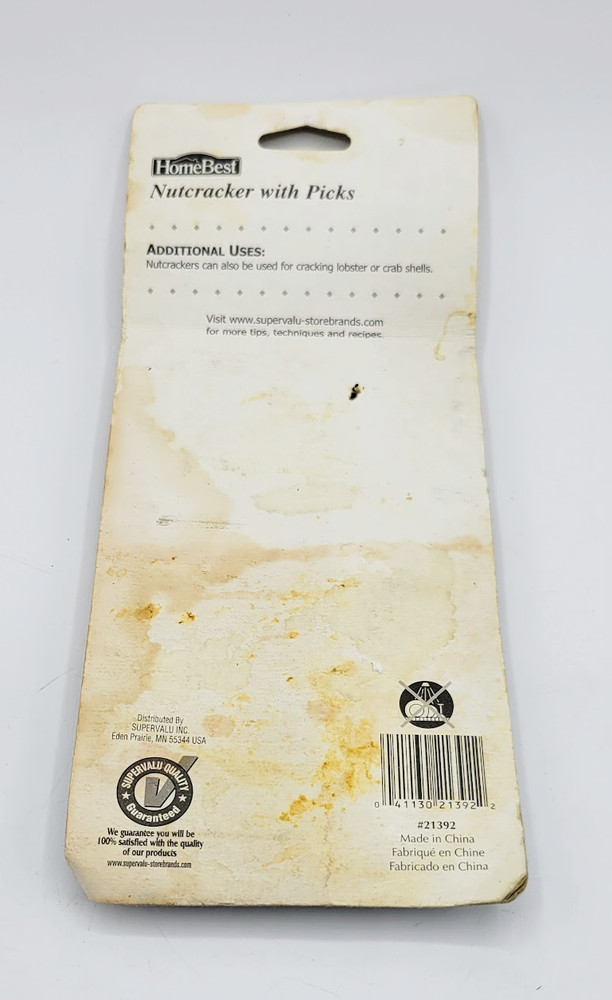 HomeBest
Nutcracker with Picks
ADDITIONAL USES:
Nutcrackers can also be used for cracking lobster or crab shells.
Visit www.supervalu-storebrands.com
for more tips, techniques and recipes.
Distributed By
SUPERVALU INC.
Eden Prairie, MN 55344 USA
SUPERVALU QUALITY
Guaranteed
We guarantee you will be
100% satisfied with the quality
of our products
www.supervalu-storebrands.com
0 41130 21392 2
#21392
Made in China
Fabriqué en Chine
Fabricado en China